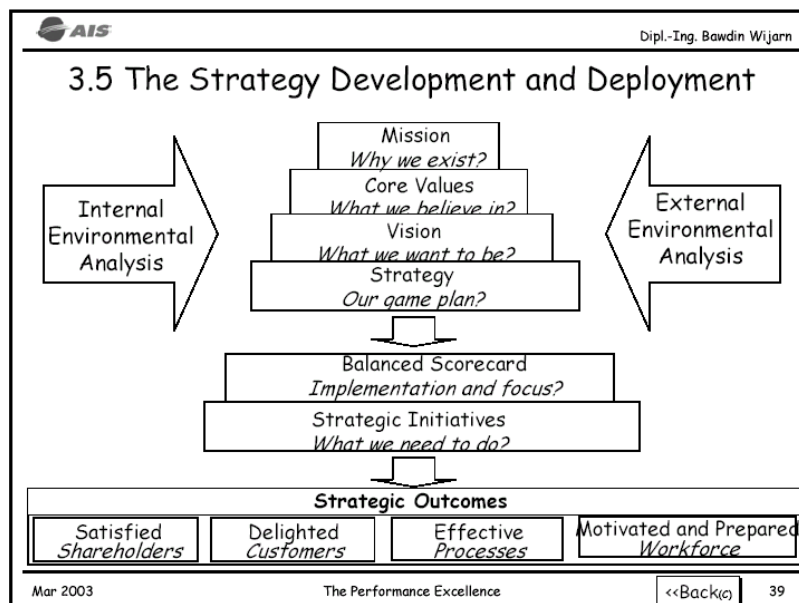 AIS
Dipl.-Ing. Bawdin Wijarn
3.5 The Strategy Development and Deployment
Mission
Why we exist?
Core Values
What we believe in?
Vision
What we want to be?
Strategy
Our game plan?
Internal
Environmental
Analysis
External
Environmental
Analysis
Balanced Scorecard
Implementation and focus?
Strategic Initiatives
What we need to do?
Strategic Outcomes
Satisfied
Shareholders
Delighted
Customers
Effective
Processes
Motivated and Prepared
Workforce
Mar 2003
The Performance Excellence
<<Back(C)
39